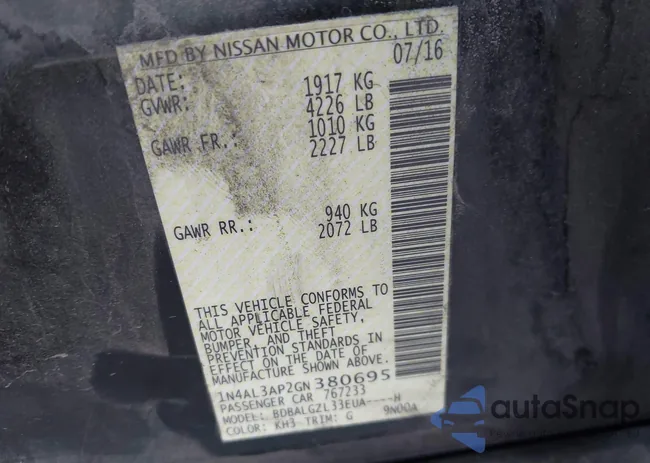 MFD BY NISSAN MOTOR CO., LTD.
DATE: 07/16
GVWR: 1917 KG
4226 LB
GAWR FR.: 1010 KG
2227 LB
GAWR RR.: 940 KG
2072 LB
THIS VEHICLE CONFORMS TO
ALL APPLICABLE FEDERAL
MOTOR VEHICLE SAFETY,
BUMPER, AND THEFT
PREVENTION STANDARDS IN
EFFECT ON THE DATE OF
MANUFACTURE SHOWN ABOVE.
1N4AL3AP2GN380695
PASSENGER CAR 767233
MODEL: BDBALGZL33EUA----H
COLOR: KH3 TRIM: G 9N00A
autoSnap